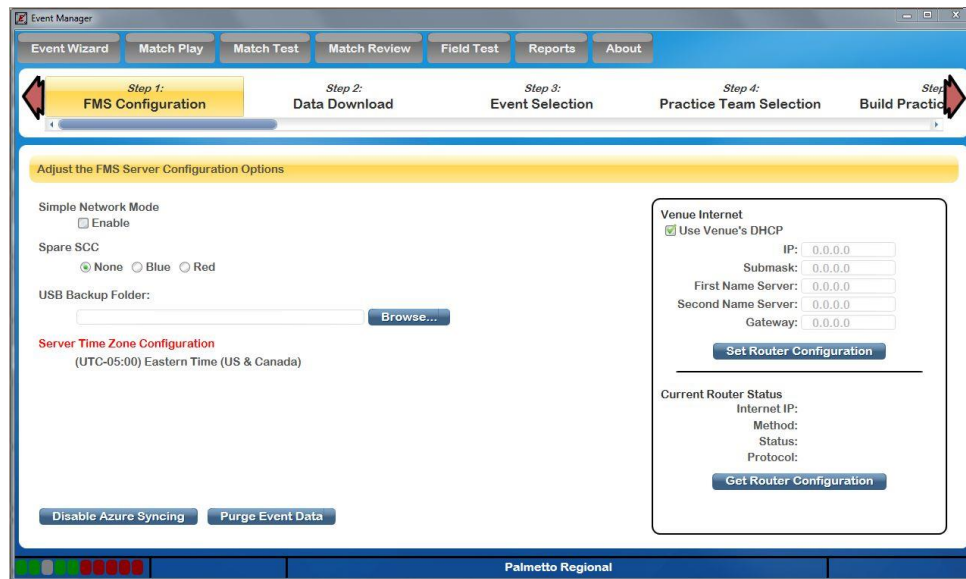 Event Manager
Event Wizard Match Play Match Test Match Review Field Test Reports About
Step 1: Step 2: Step 3: Step 4: Step
FMS Configuration Data Download Event Selection Practice Team Selection Build Practic
Adjust the FMS Server Configuration Options
Simple Network Mode
Enable
Spare SCC
None Blue Red
USB Backup Folder:
Browse...
Server Time Zone Configuration
(UTC-05:00) Eastern Time (US & Canada)
Venue Internet
Use Venue's DHCP
IP: 0.0.0.0
Submask: 0.0.0.0
First Name Server: 0.0.0.0
Second Name Server: 0.0.0.0
Gateway: 0.0.0.0
Set Router Configuration
Current Router Status
Internet IP:
Method:
Status:
Protocol:
Get Router Configuration
Disable Azure Syncing Purge Event Data
Palmetto Regional